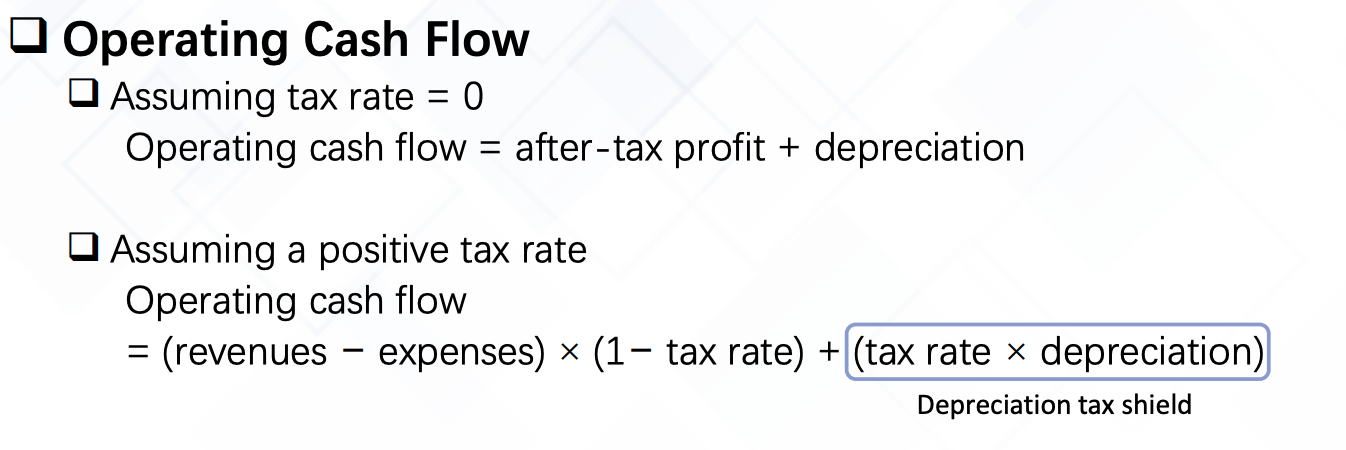 ❑ Operating Cash Flow
❑ Assuming tax rate = 0
Operating cash flow = after-tax profit + depreciation
❑ Assuming a positive tax rate
Operating cash flow
= (revenues − expenses) × (1− tax rate) + (tax rate × depreciation)
Depreciation tax shield